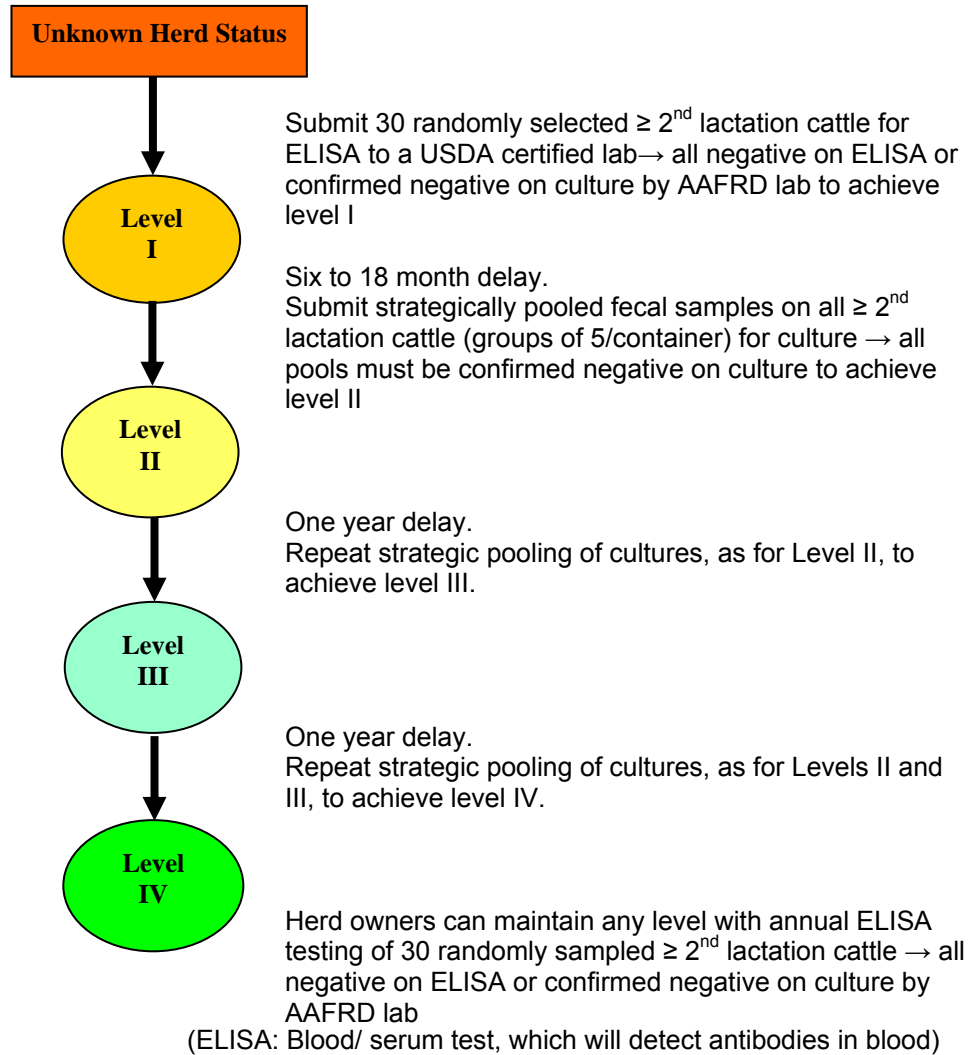 Unknown Herd Status
Submit 30 randomly selected ≥ 2nd lactation cattle for
ELISA to a USDA certified lab→ all negative on ELISA or
confirmed negative on culture by AAFRD lab to achieve
level I
Level
I
Six to 18 month delay.
Submit strategically pooled fecal samples on all ≥ 2nd
lactation cattle (groups of 5/container) for culture → all
pools must be confirmed negative on culture to achieve
level II
Level
II
One year delay.
Repeat strategic pooling of cultures, as for Level II, to
achieve level III.
Level
III
One year delay.
Repeat strategic pooling of cultures, as for Levels II and
III, to achieve level IV.
Level
IV
Herd owners can maintain any level with annual ELISA
testing of 30 randomly sampled ≥ 2nd lactation cattle → all
negative on ELISA or confirmed negative on culture by
AAFRD lab
(ELISA: Blood/ serum test, which will detect antibodies in blood)